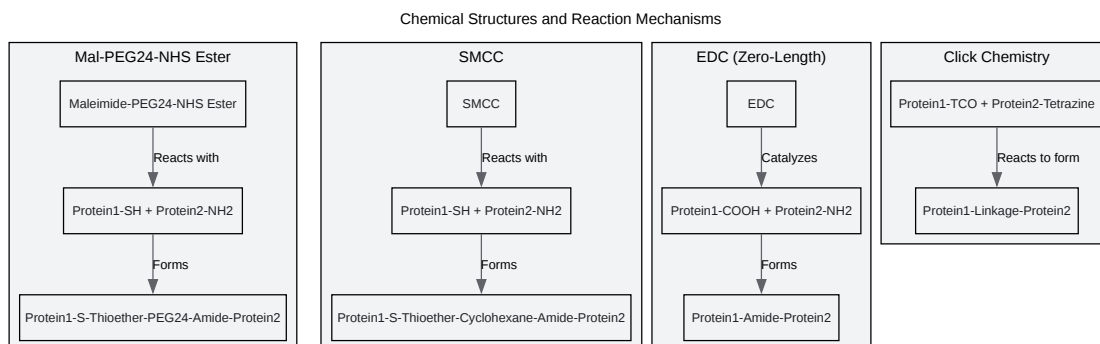 Chemical Structures and Reaction Mechanisms
Mal-PEG24-NHS Ester
Maleimide-PEG24-NHS Ester
Reacts with
Protein1-SH + Protein2-NH2
Forms
Protein1-S-Thioether-PEG24-Amide-Protein2
SMCC
SMCC
Reacts with
Protein1-SH + Protein2-NH2
Forms
Protein1-S-Thioether-Cyclohexane-Amide-Protein2
EDC (Zero-Length)
EDC
Catalyzes
Protein1-COOH + Protein2-NH2
Forms
Protein1-Amide-Protein2
Click Chemistry
Protein1-TCO + Protein2-Tetrazine
Reacts to form
Protein1-Linkage-Protein2